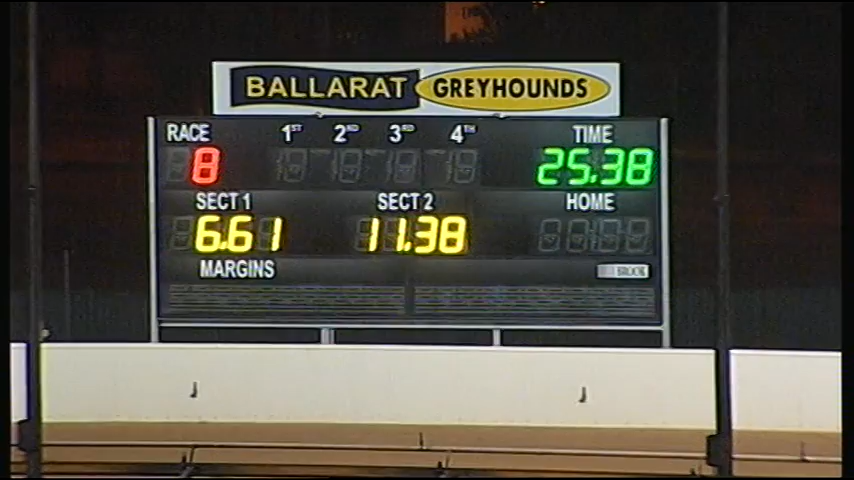 BALLARAT GREYHOUNDS
RACE 1ST 2ND 3RD 4TH TIME
8 25.38
SECT 1 SECT 2 HOME
6.61 11.38
MARGINS